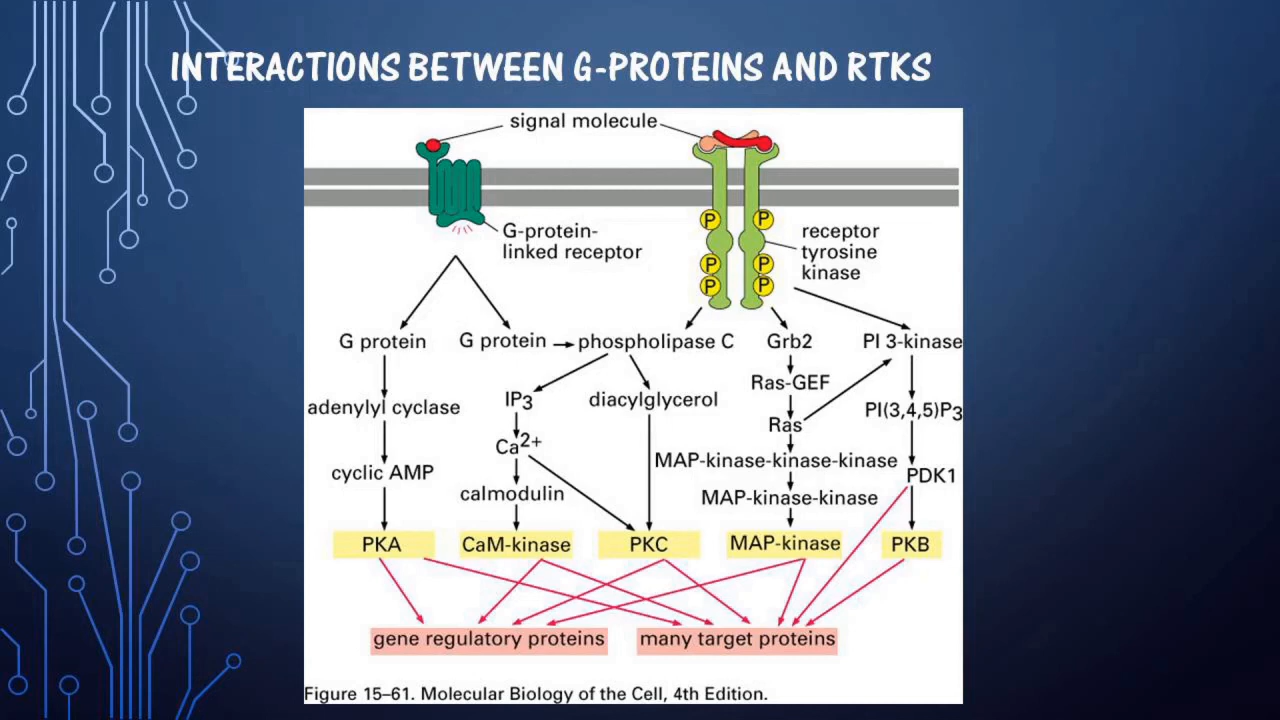 INTERACTIONS BETWEEN G-PROTEINS AND RTKS
signal molecule
G-protein-
linked receptor
P P
P P
P P
receptor
tyrosine
kinase
G protein G protein phospholipase C Grb2 PI 3-kinase
adenylyl cyclase IP3 diacylglycerol Ras-GEF PI(3,4,5)P3
Ca2+ Ras
cyclic AMP MAP-kinase-kinase-kinase PDK1
calmodulin MAP-kinase-kinase
PKA CaM-kinase PKC MAP-kinase PKB
gene regulatory proteins many target proteins
Figure 15–61. Molecular Biology of the Cell, 4th Edition.